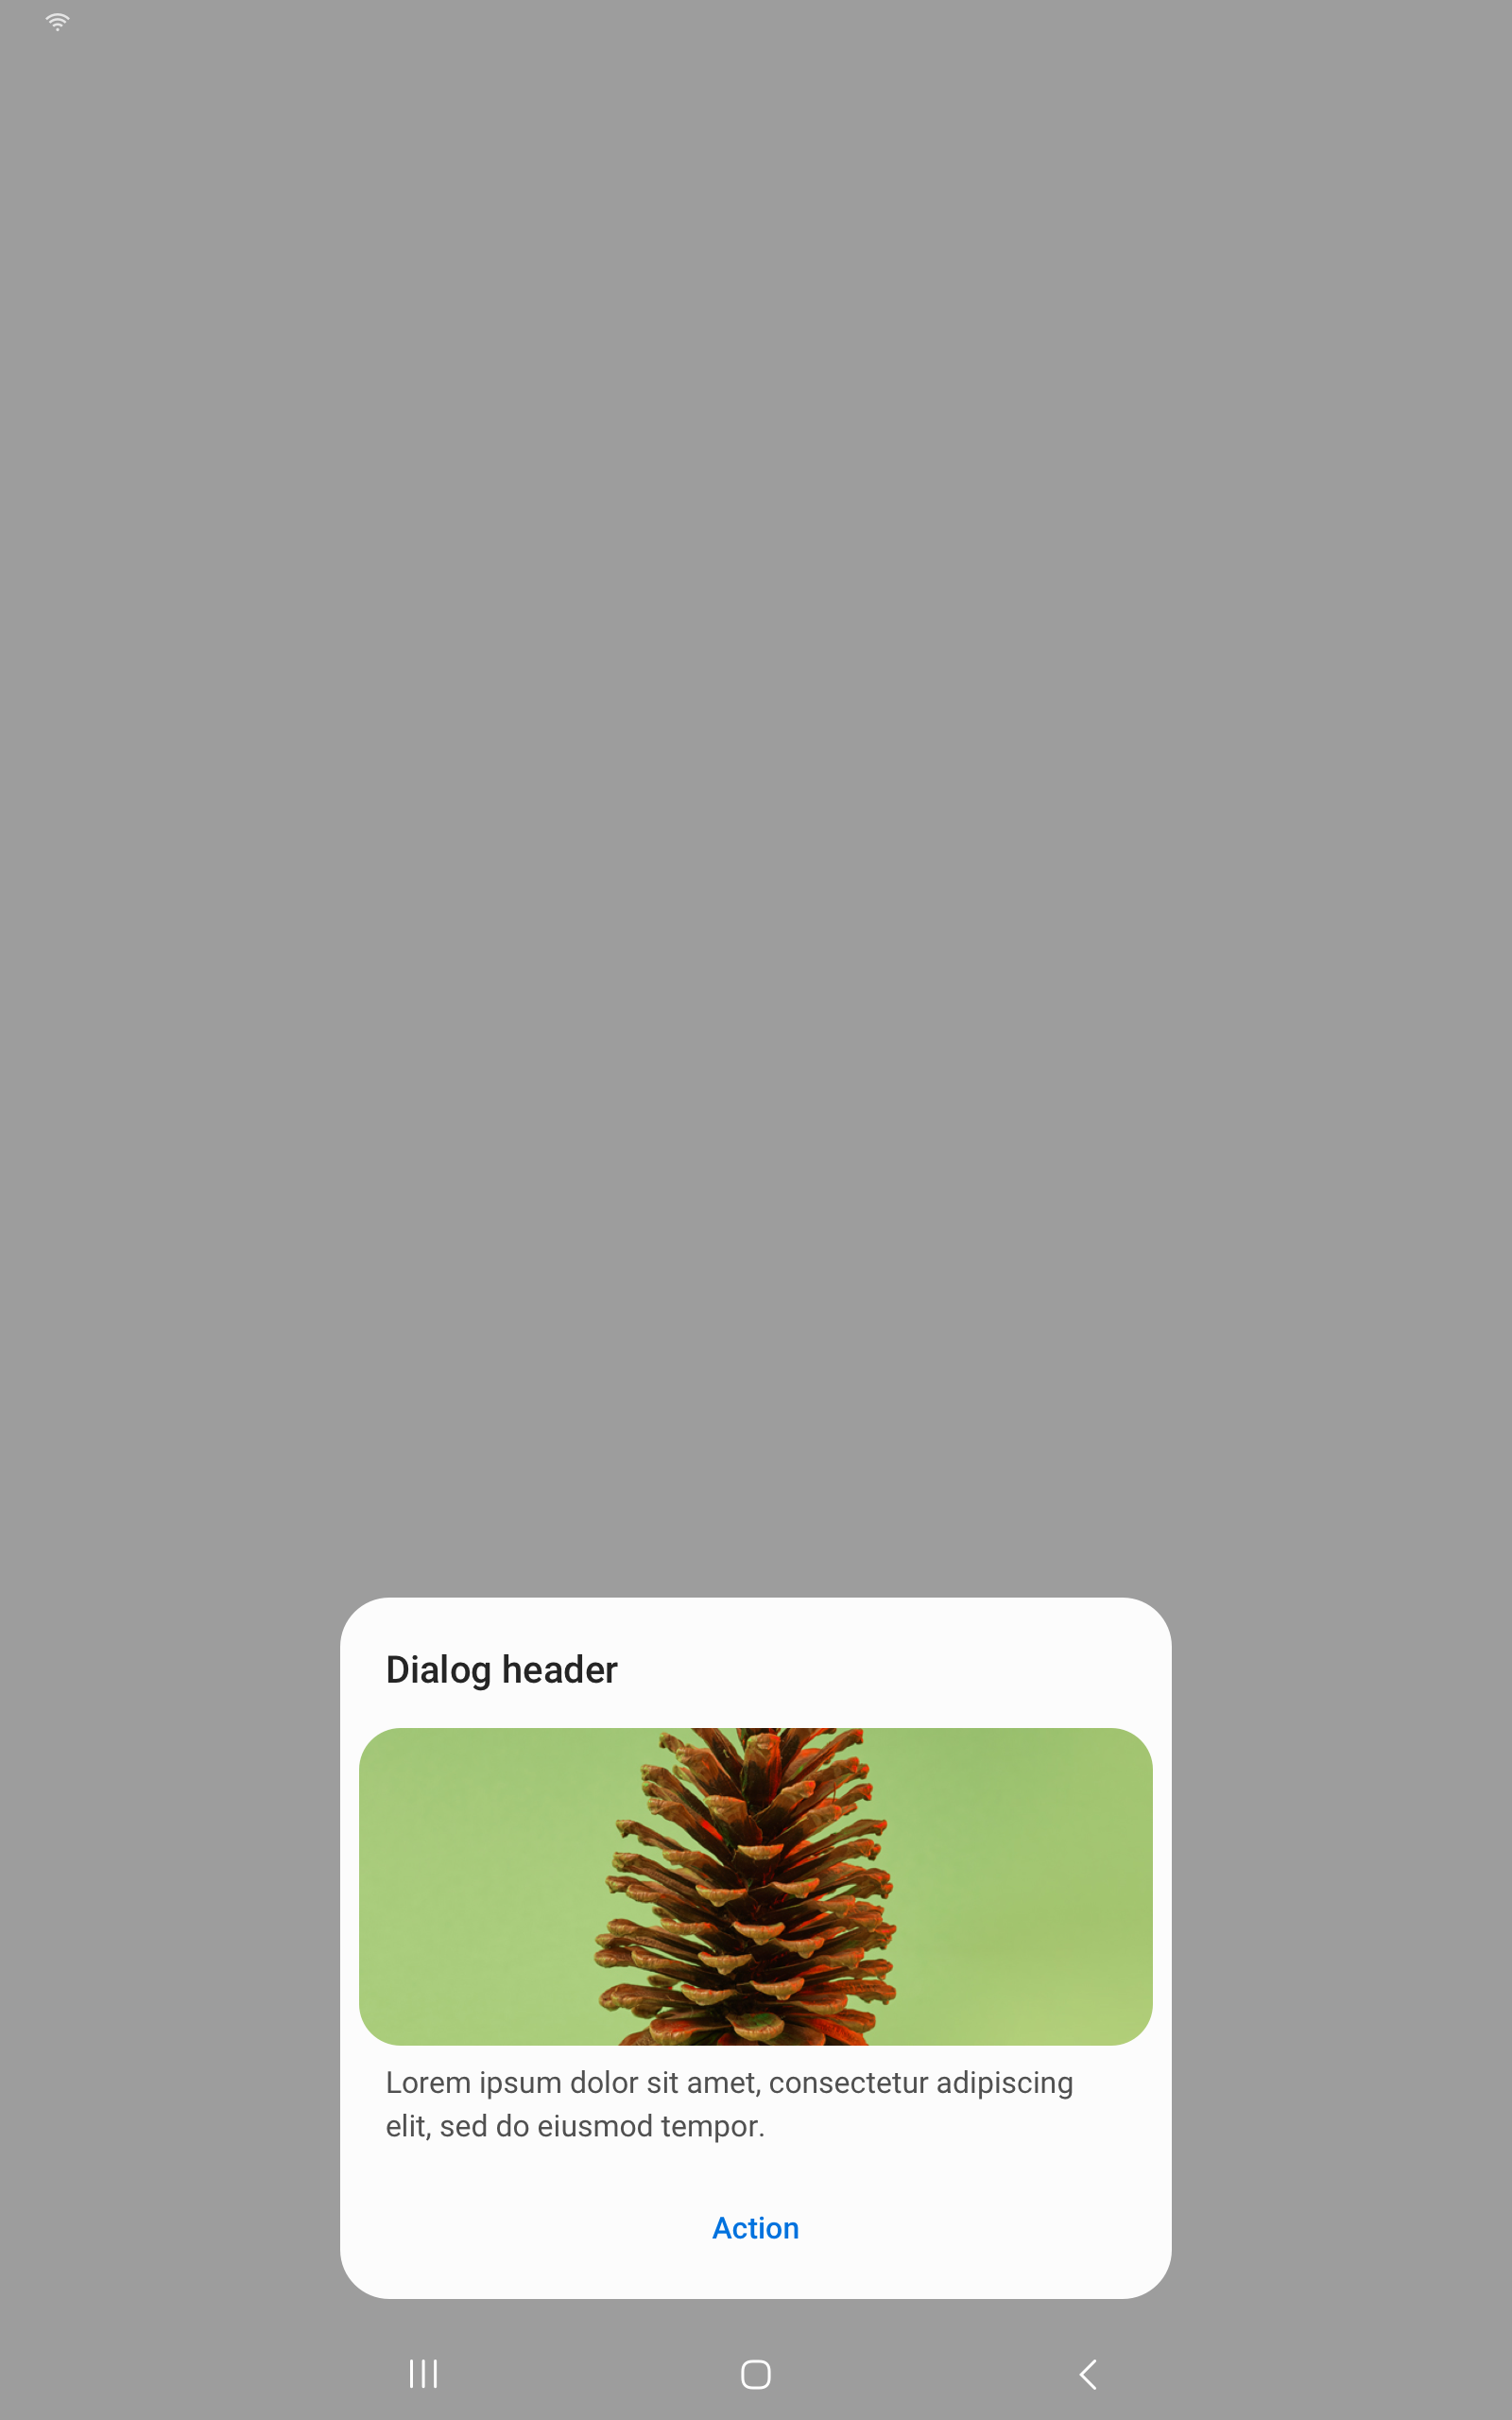 Dialog header
Lorem ipsum dolor sit amet, consectetur adipiscing
elit, sed do eiusmod tempor.
Action